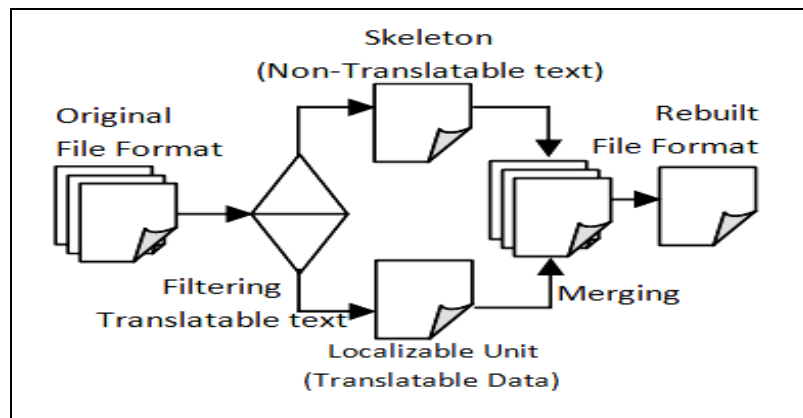 Skeleton
(Non-Translatable text)
Original
File Format
Rebuilt
File Format
Filtering
Translatable text
Merging
Localizable Unit
(Translatable Data)